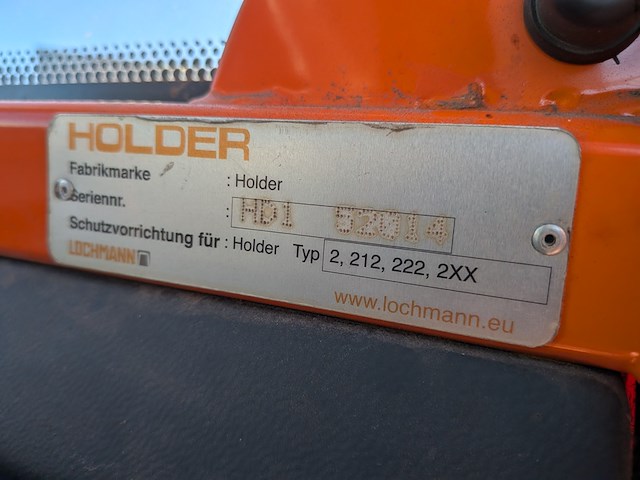 HOLDER
Fabrikmarke : Holder
Seriennr. : HD1 52014
Schutzvorrichtung für : Holder Typ 2, 212, 222, 2XX
LOCHMANN
www.lochmann.eu